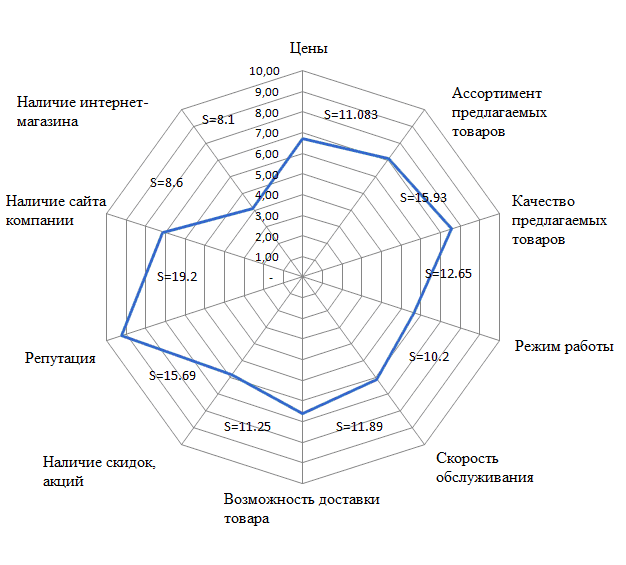 Цены
10,00
9,00
8,00
7,00
6,00
5,00
4,00
3,00
2,00
1,00
-
Ассортимент
предлагаемых
товаров
Качество
предлагаемых
товаров
Режим работы
Скорость
обслуживания
Возможность доставки
товара
Наличие скидок,
акций
Репутация
Наличие сайта
компании
Наличие интернет-
магазина
S=11.083
S=15.93
S=12.65
S=10.2
S=11.89
S=11.25
S=15.69
S=19.2
S=8.6
S=8.1